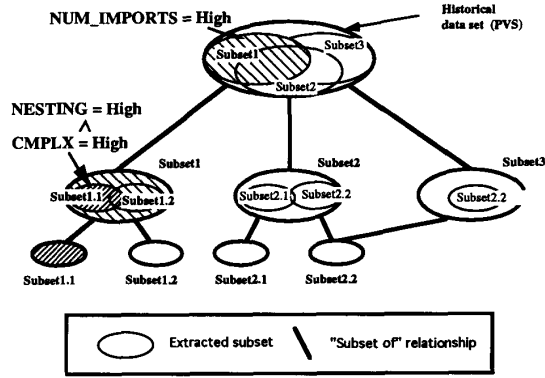 NUM_IMPORTS = High
Historical
data set (PVS)
Subset1
Subset3
Subset2
NESTING = High
^
CMPLX = High
Subset1
Subset2
Subset3
Subset1.1
Subset1.2
Subset2.1
Subset2.2
Subset2.2
Subset1.1
Subset1.2
Subset2.1
Subset2.2
Extracted subset
"Subset of" relationship